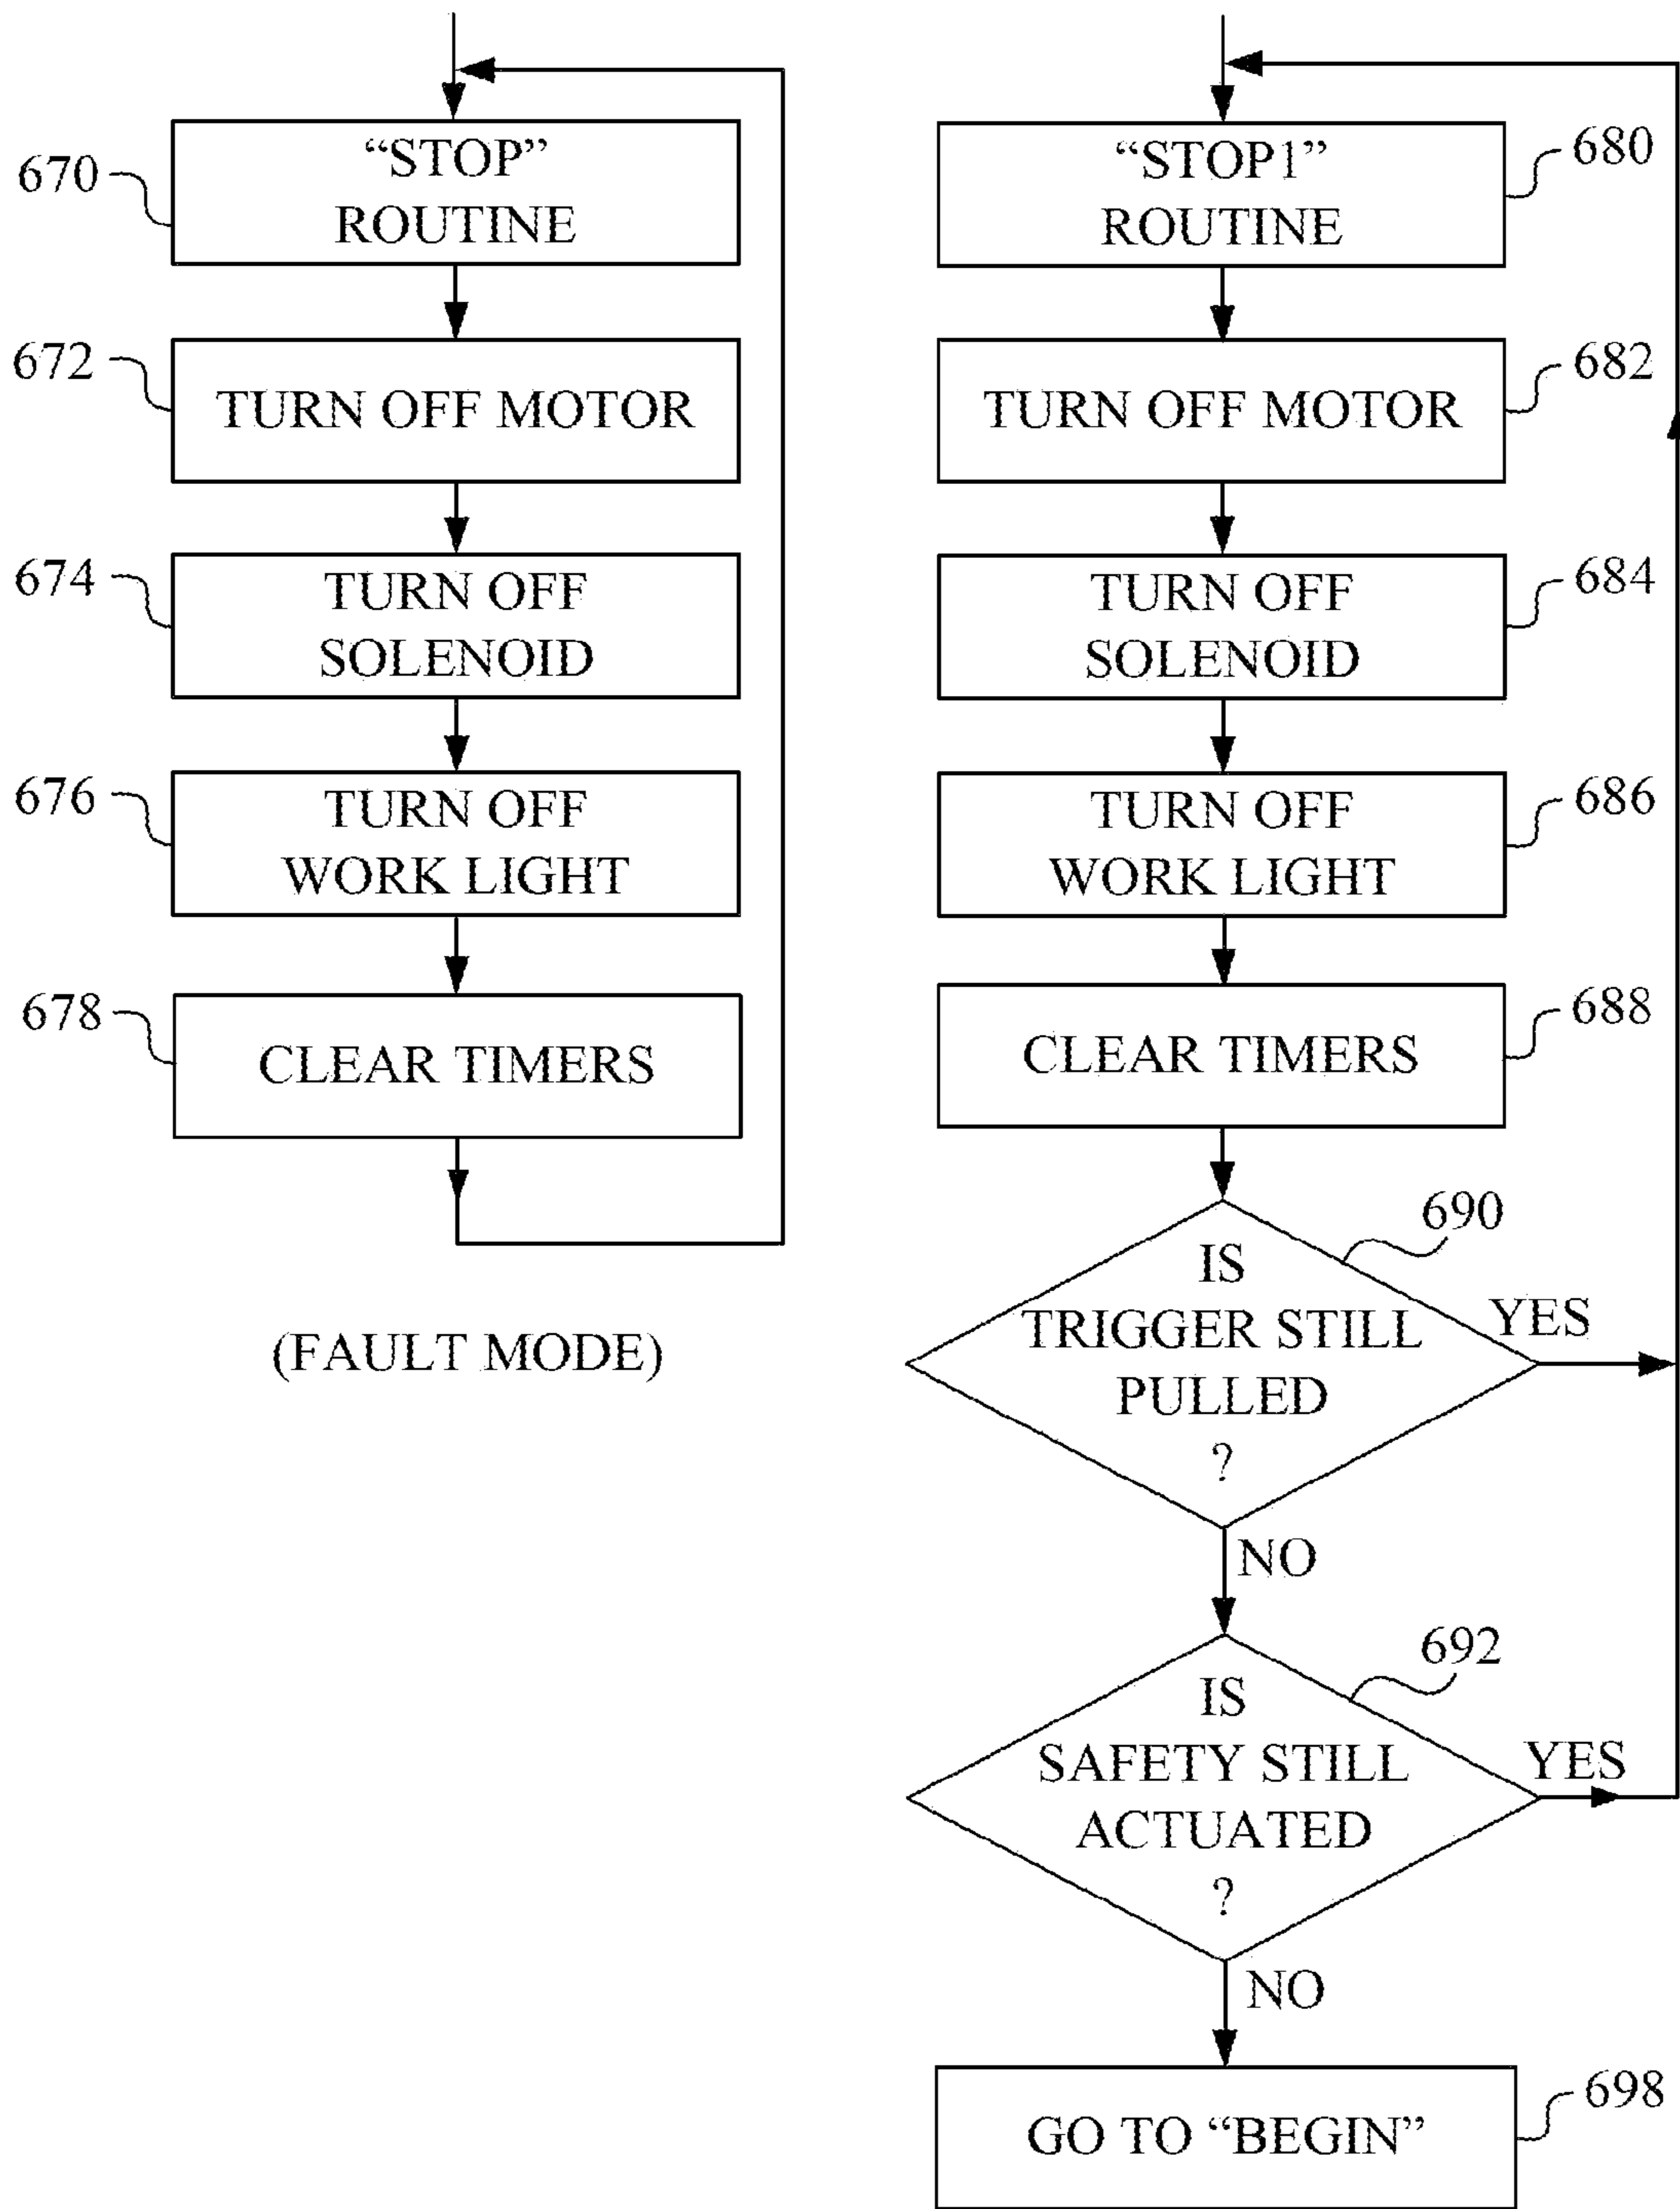 670
“STOP”
ROUTINE
672
TURN OFF MOTOR
674
TURN OFF
SOLENOID
676
TURN OFF
WORK LIGHT
678
CLEAR TIMERS
(FAULT MODE)
680
“STOP1”
ROUTINE
682
TURN OFF MOTOR
684
TURN OFF
SOLENOID
686
TURN OFF
WORK LIGHT
688
CLEAR TIMERS
690
IS
TRIGGER STILL
PULLED
?
YES
NO
692
IS
SAFETY STILL
ACTUATED
?
YES
NO
698
GO TO “BEGIN”